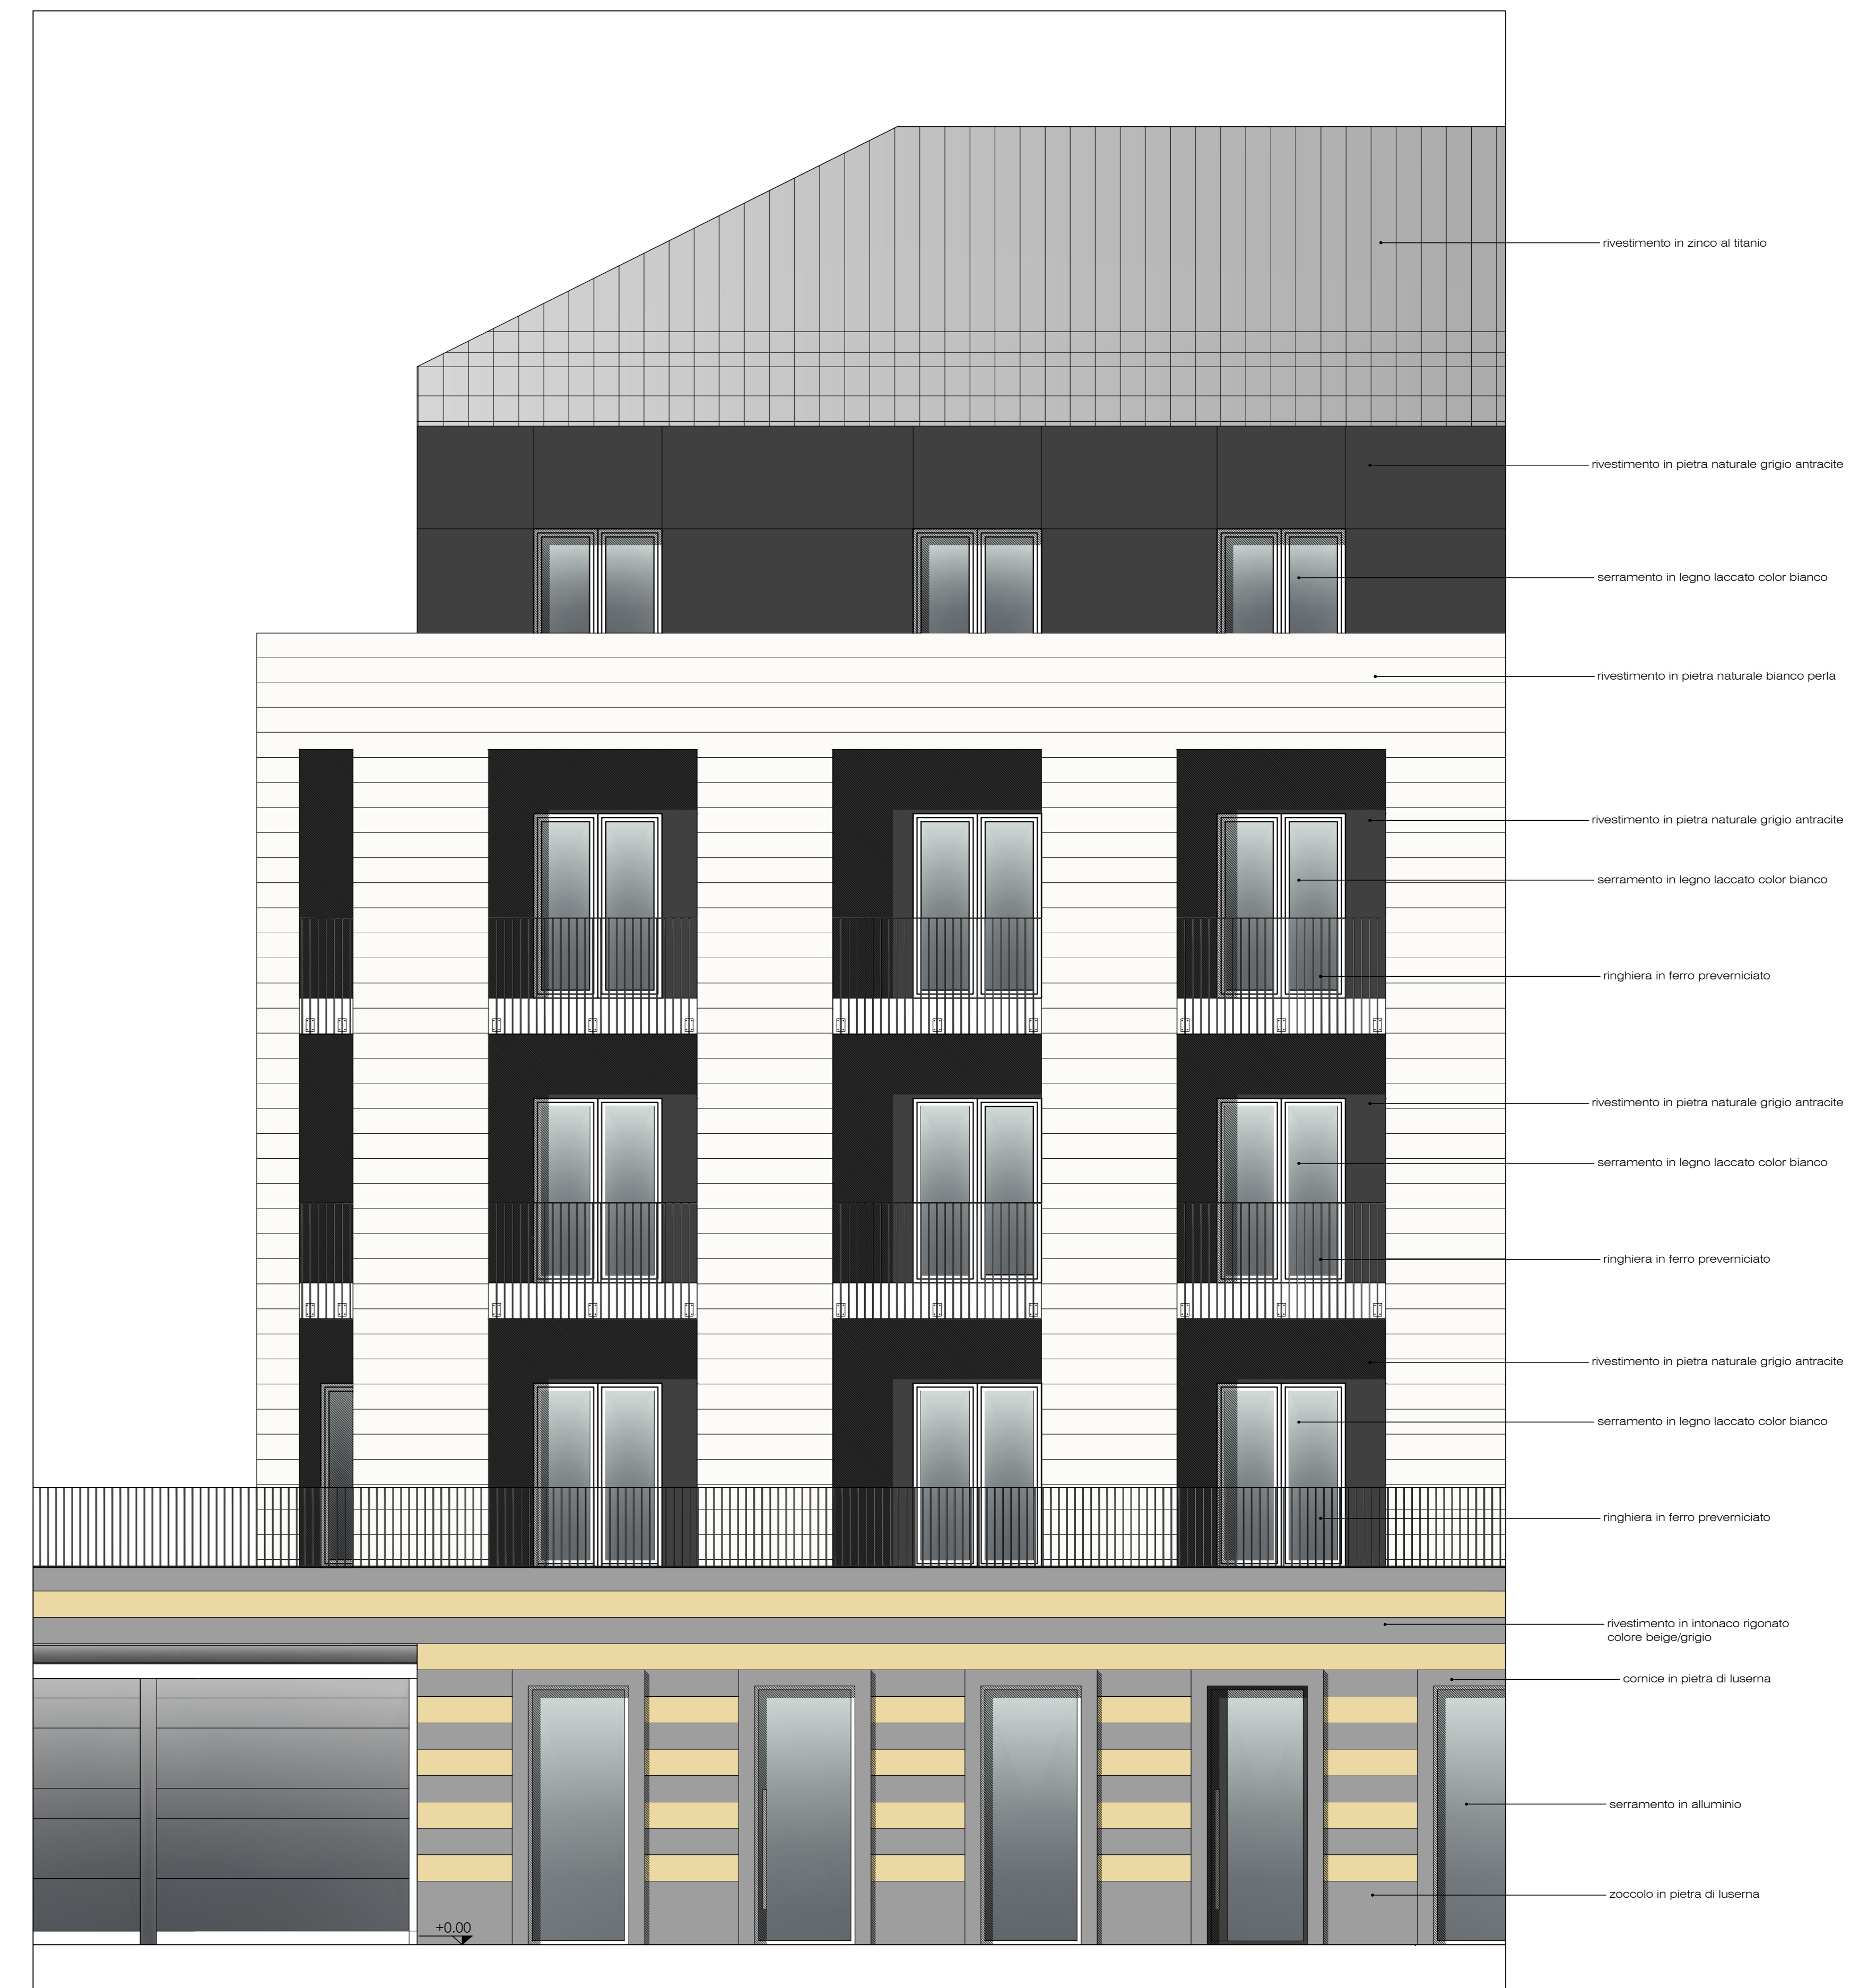 rivestimento in zinco al titanio
rivestimento in pietra naturale grigio antracite
serramento in legno laccato color bianco
rivestimento in pietra naturale bianco perla
rivestimento in pietra naturale grigio antracite
serramento in legno laccato color bianco
ringhiera in ferro preverniciato
rivestimento in pietra naturale grigio antracite
serramento in legno laccato color bianco
ringhiera in ferro preverniciato
rivestimento in pietra naturale grigio antracite
serramento in legno laccato color bianco
ringhiera in ferro preverniciato
rivestimento in intonaco rigonato
colore beige/grigio
cornice in pietra di luserna
serramento in alluminio
zoccolo in pietra di luserna
+0.00